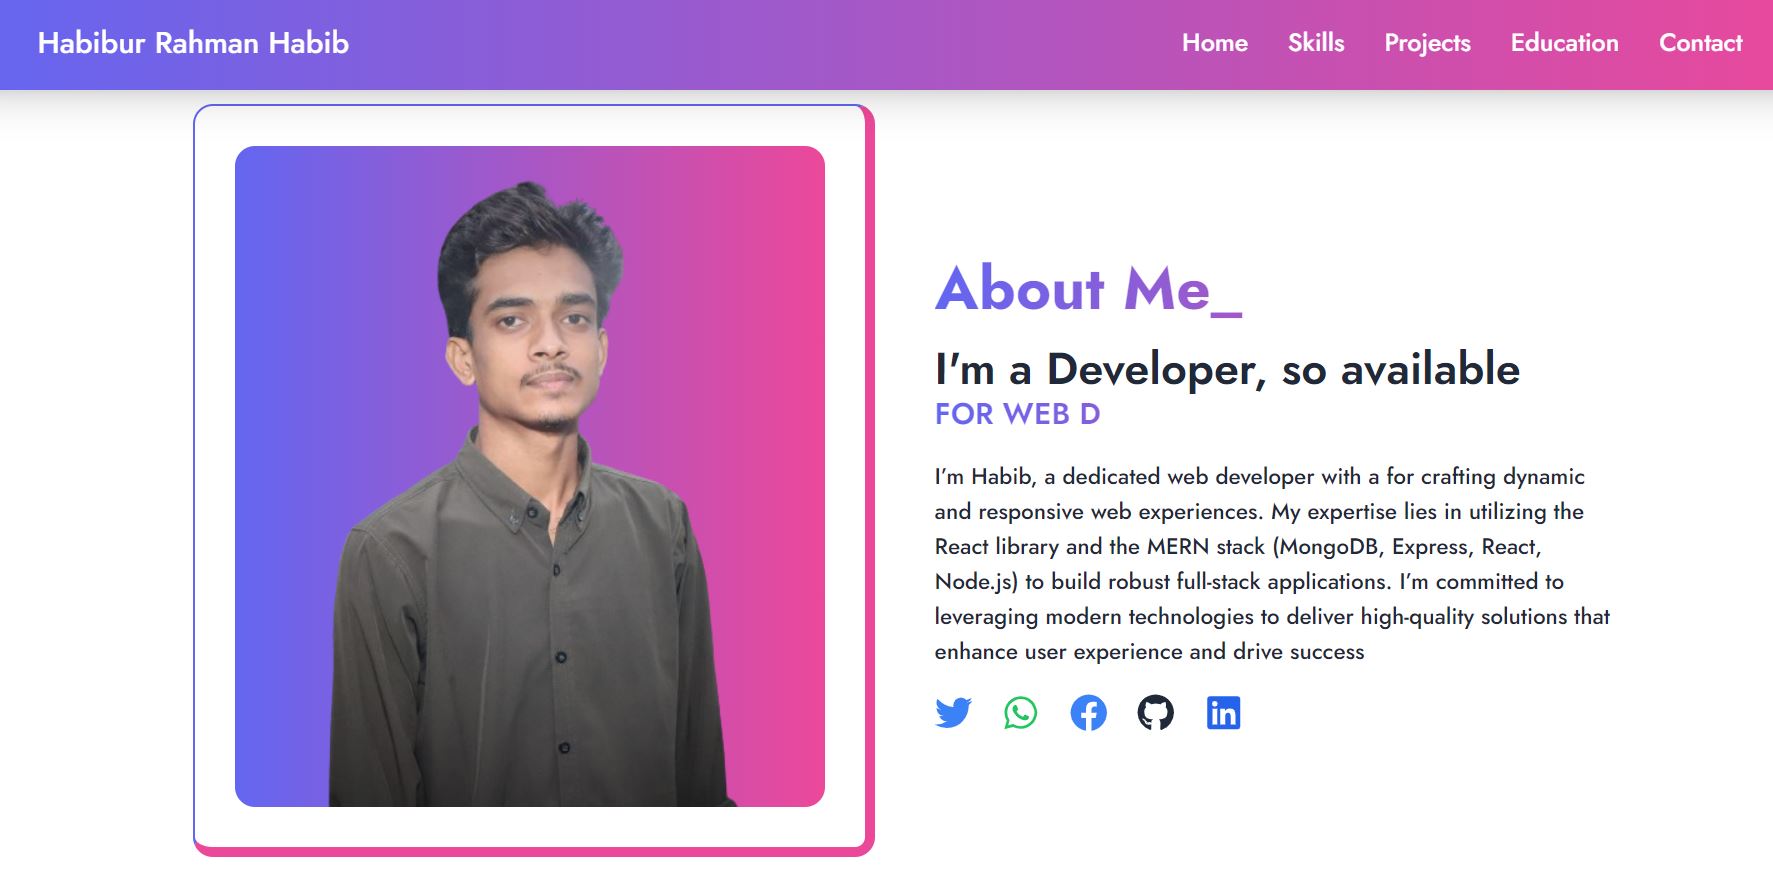 Habibur Rahman Habib
Home Skills Projects Education Contact
About Me_
I'm a Developer, so available
FOR WEB D
I’m Habib, a dedicated web developer with a for crafting dynamic
and responsive web experiences. My expertise lies in utilizing the
React library and the MERN stack (MongoDB, Express, React,
Node.js) to build robust full-stack applications. I’m committed to
leveraging modern technologies to deliver high-quality solutions that
enhance user experience and drive success
in